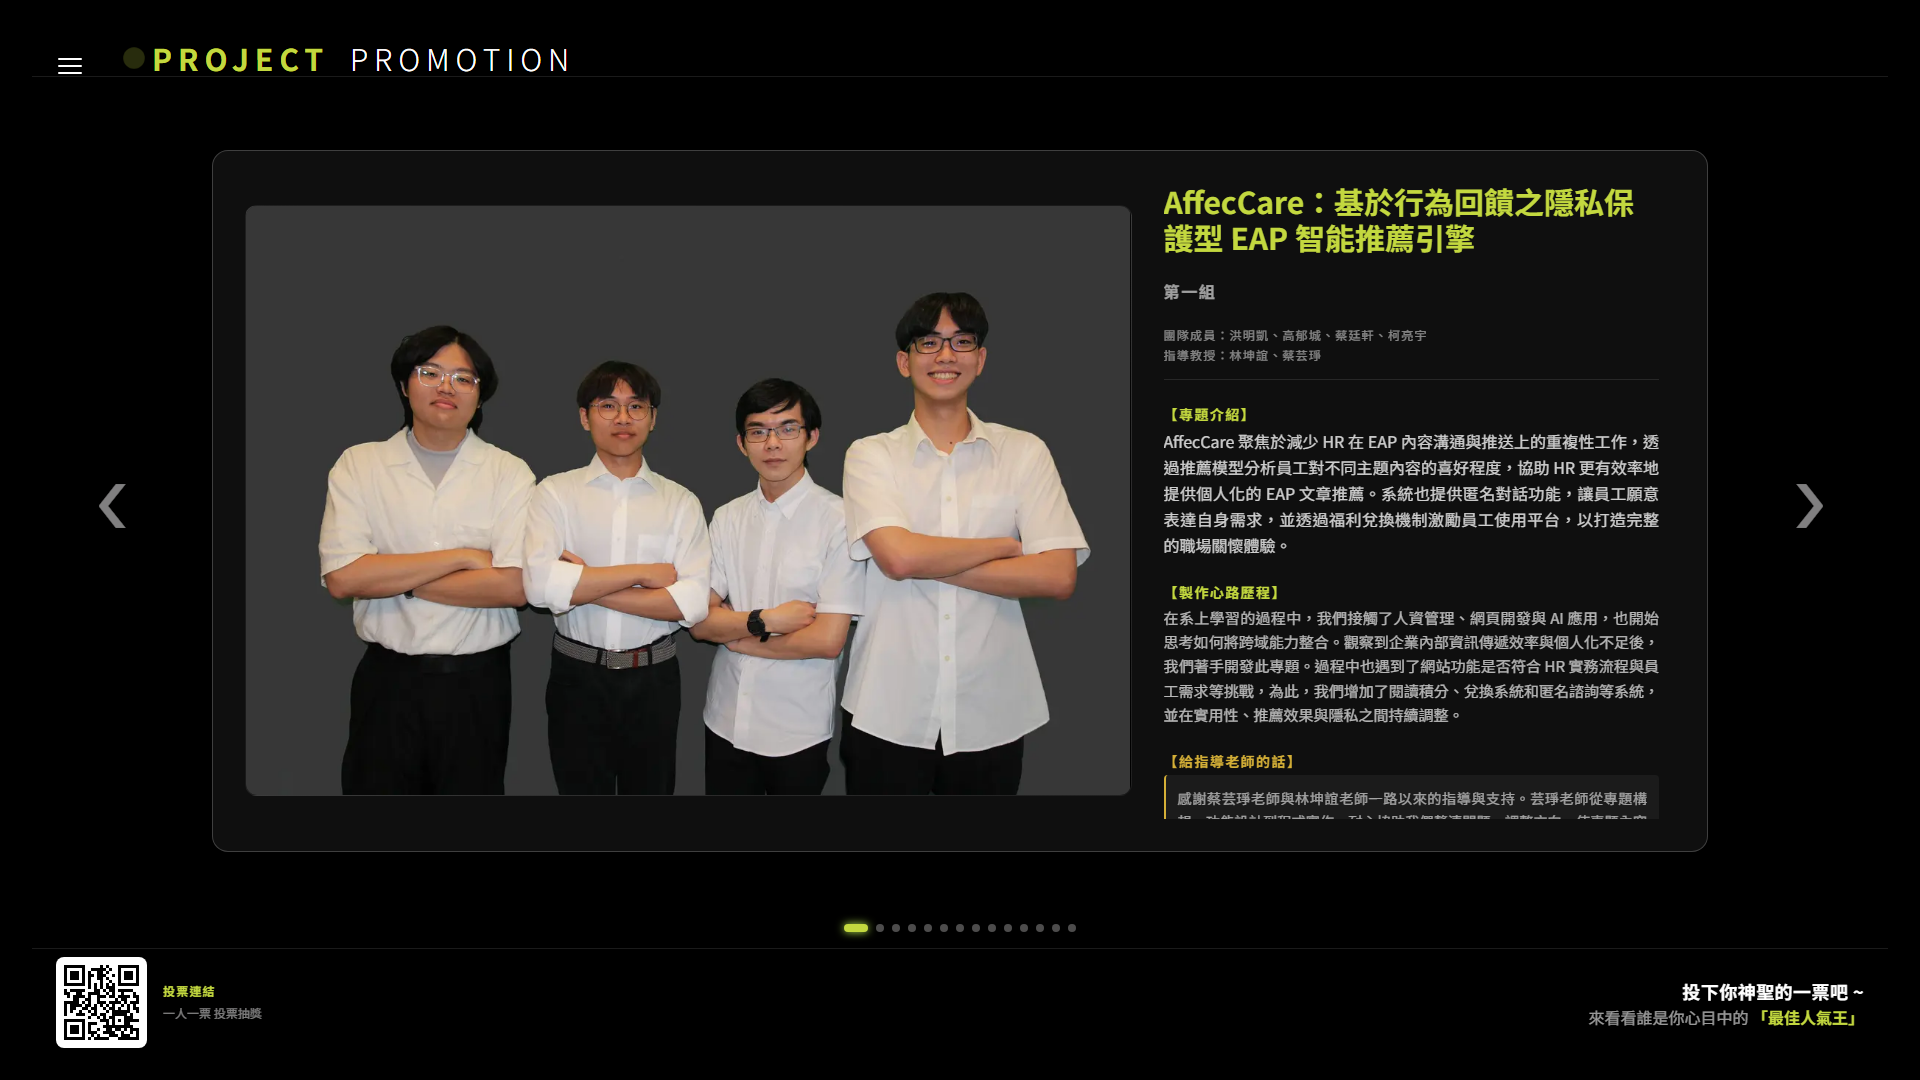 PROJECT PROMOTION
AffecCare：基於行為回饋之隱私保
護型 EAP 智能推薦引擎
第一組
團隊成員：洪明凱、高郁城、蔡廷軒、柯亮宇
指導教授：林坤誼、蔡芸琤
【專題介紹】
AffecCare 聚焦於減少 HR 在 EAP 內容溝通與推送上的重複性工作，透
過推薦模型分析員工對不同主題內容的喜好程度，協助 HR 更有效率地
提供個人化的 EAP 文章推薦。系統也提供匿名對話功能，讓員工願意
表達自身需求，並透過福利兌換機制激勵員工使用平台，以打造完整
的職場關懷體驗。
【製作心路歷程】
在系上學習的過程中，我們接觸了人資管理、網頁開發與 AI 應用，也開始
思考如何將跨域能力整合。觀察到企業內部資訊傳遞效率與個人化不足後，
我們著手開發此專題。過程中也遇到了網站功能是否符合 HR 實務流程與員
工需求等挑戰，為此，我們增加了閱讀積分、兌換系統和匿名諮詢等系統，
並在實用性、推薦效果與隱私之間持續調整。
【給指導老師的話】
感謝蔡芸琤老師與林坤誼老師一路以來的指導與支持。芸琤老師從專題構
投票連結
一人一票 投票抽獎
投下你神聖的一票吧 ~
來看看誰是你心目中的 「最佳人氣王」